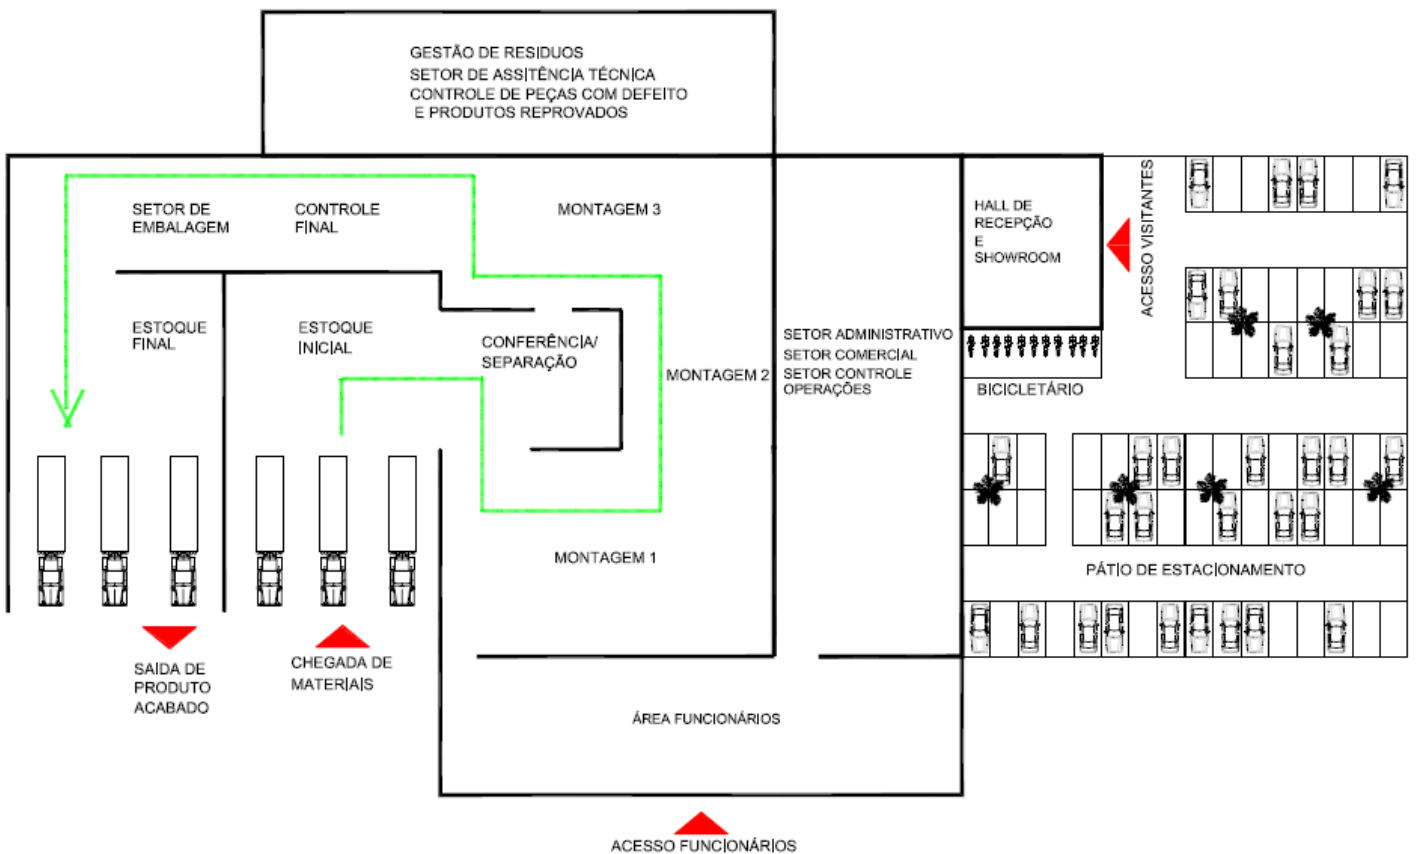 GESTÃO DE RESIDUOS
SETOR DE ASSITÊNCIA TÉCNICA
CONTROLE DE PEÇAS COM DEFEITO
E PRODUTOS REPROVADOS
SETOR DE
EMBALAGEM
CONTROLE
FINAL
MONTAGEM 3
HALL DE
RECEPÇÃO
E
SHOWROOM
ACESSO VISITANTES
ESTOQUE
FINAL
ESTOQUE
INICIAL
CONFERÊNCIA/
SEPARAÇÃO
MONTAGEM 2
SETOR ADMINISTRATIVO
SETOR COMERCIAL
SETOR CONTROLE
OPERAÇÕES
BICICLETÁRIO
MONTAGEM 1
PÁTIO DE ESTACIONAMENTO
SAÍDA DE
PRODUTO
ACABADO
CHEGADA DE
MATERIAIS
ÁREA FUNCIONÁRIOS
ACESSO FUNCIONÁRIOS